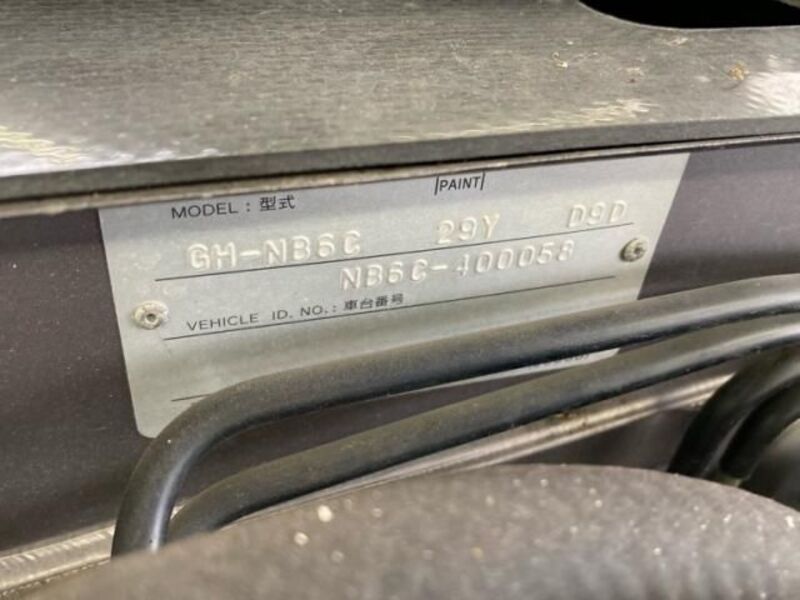 MODEL : 型式
PAINT
GH-NB6C 29Y D9D
NB6C-400058
VEHICLE ID. NO. : 車台番号